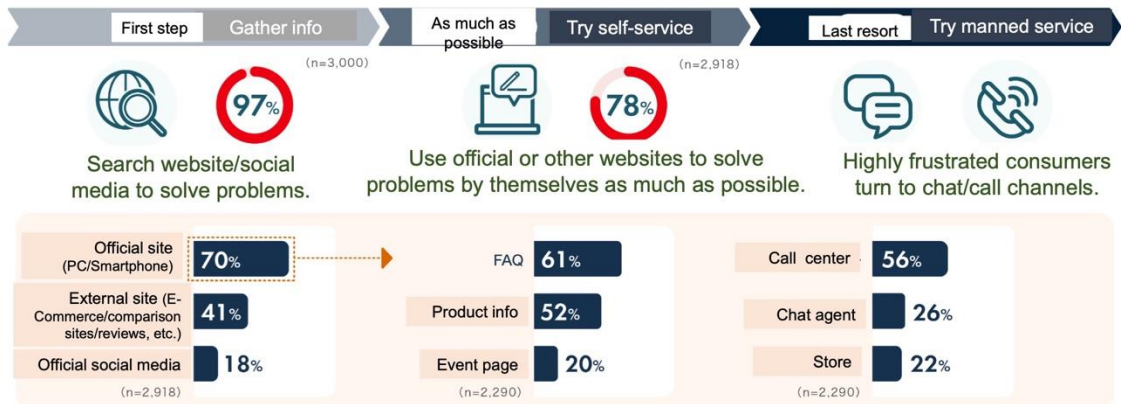 First step
Gather info
As much as
possible
Try self-service
Last resort
Try manned service
(n=3,000)
97%
Search website/social
media to solve problems.
(n=2,918)
78%
Use official or other websites to solve
problems by themselves as much as possible.
Highly frustrated consumers
turn to chat/call channels.
Official site
(PC/Smartphone)
70%
External site (E-
Commerce/comparison
sites/reviews, etc.)
41%
Official social media
18%
(n=2,918)
FAQ
61%
Product info
52%
Event page
20%
(n=2,290)
Call center
56%
Chat agent
26%
Store
22%
(n=2,290)